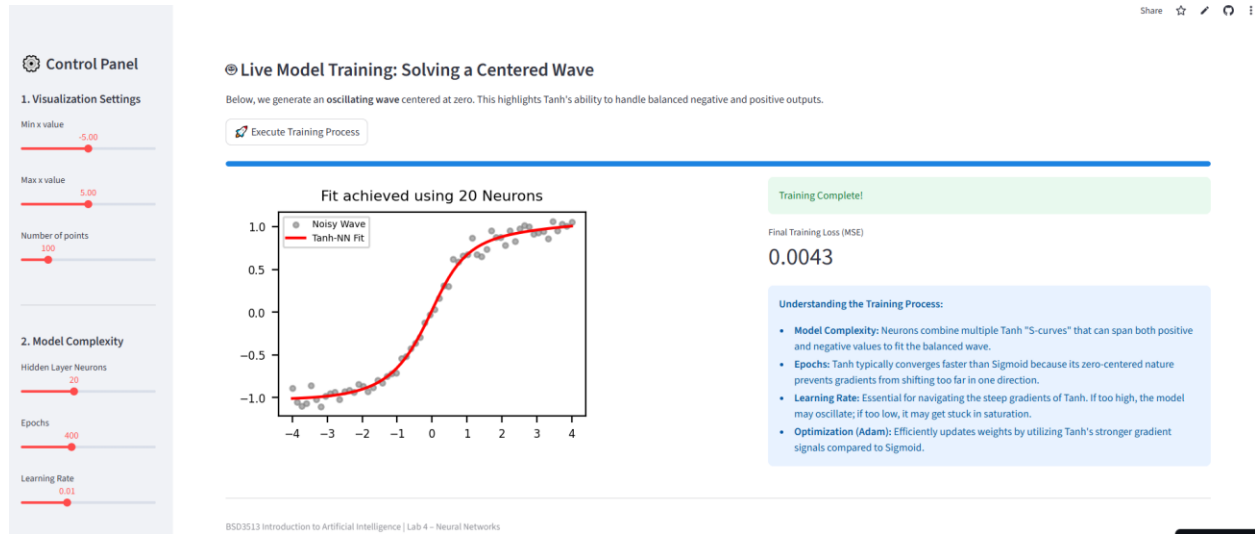 Share
Control Panel
1. Visualization Settings
Min x value
-5.00
Max x value
5.00
Number of points
100
2. Model Complexity
Hidden Layer Neurons
20
Epochs
400
Learning Rate
0.01
Live Model Training: Solving a Centered Wave
Below, we generate an oscillating wave centered at zero. This highlights Tanh's ability to handle balanced negative and positive outputs.
🚀 Execute Training Process
Fit achieved using 20 Neurons
Noisy Wave
Tanh-NN Fit
1.0
0.5
0.0
−0.5
−1.0
−4 −3 −2 −1 0 1 2 3 4
Training Complete!
Final Training Loss (MSE)
0.0043
Understanding the Training Process:
• Model Complexity: Neurons combine multiple Tanh "S-curves" that can span both positive
and negative values to fit the balanced wave.
• Epochs: Tanh typically converges faster than Sigmoid because its zero-centered nature
prevents gradients from shifting too far in one direction.
• Learning Rate: Essential for navigating the steep gradients of Tanh. If too high, the model
may oscillate; if too low, it may get stuck in saturation.
• Optimization (Adam): Efficiently updates weights by utilizing Tanh's stronger gradient
signals compared to Sigmoid.
BSD3513 Introduction to Artificial Intelligence | Lab 4 – Neural Networks